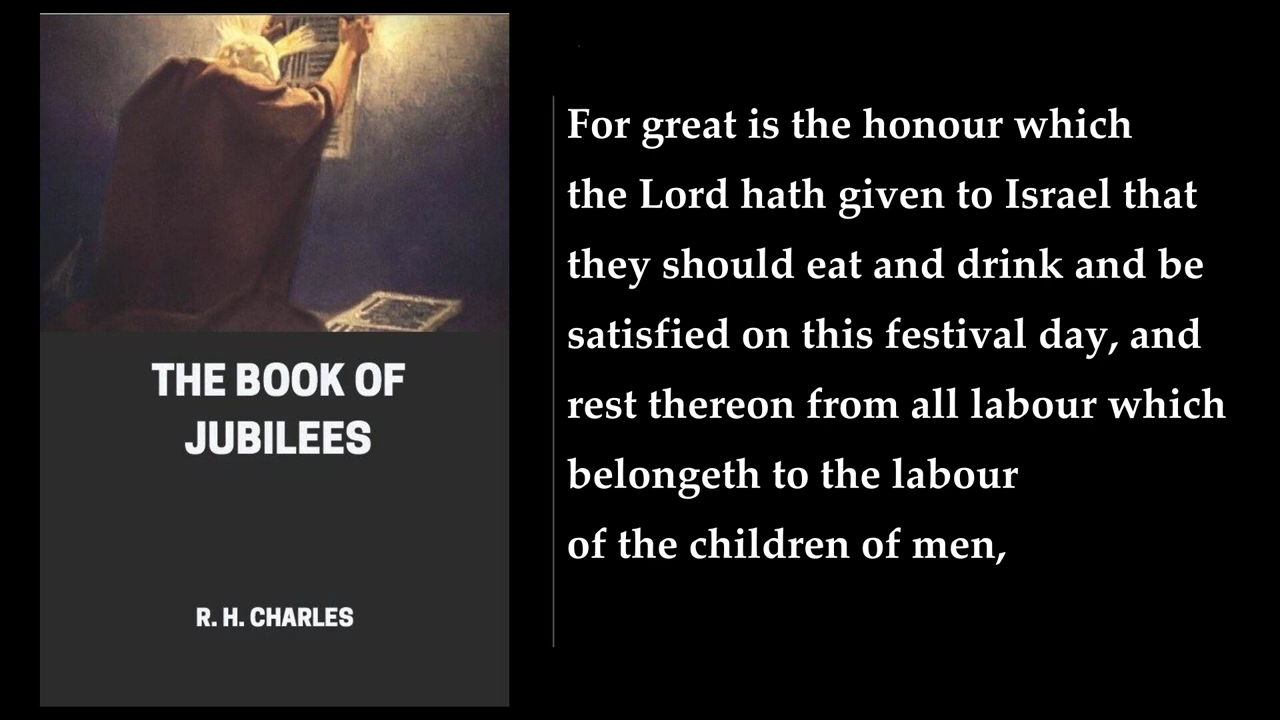 THE BOOK OF
JUBILEES
R. H. CHARLES
For great is the honour which
the Lord hath given to Israel that
they should eat and drink and be
satisfied on this festival day, and
rest thereon from all labour which
belongeth to the labour
of the children of men,